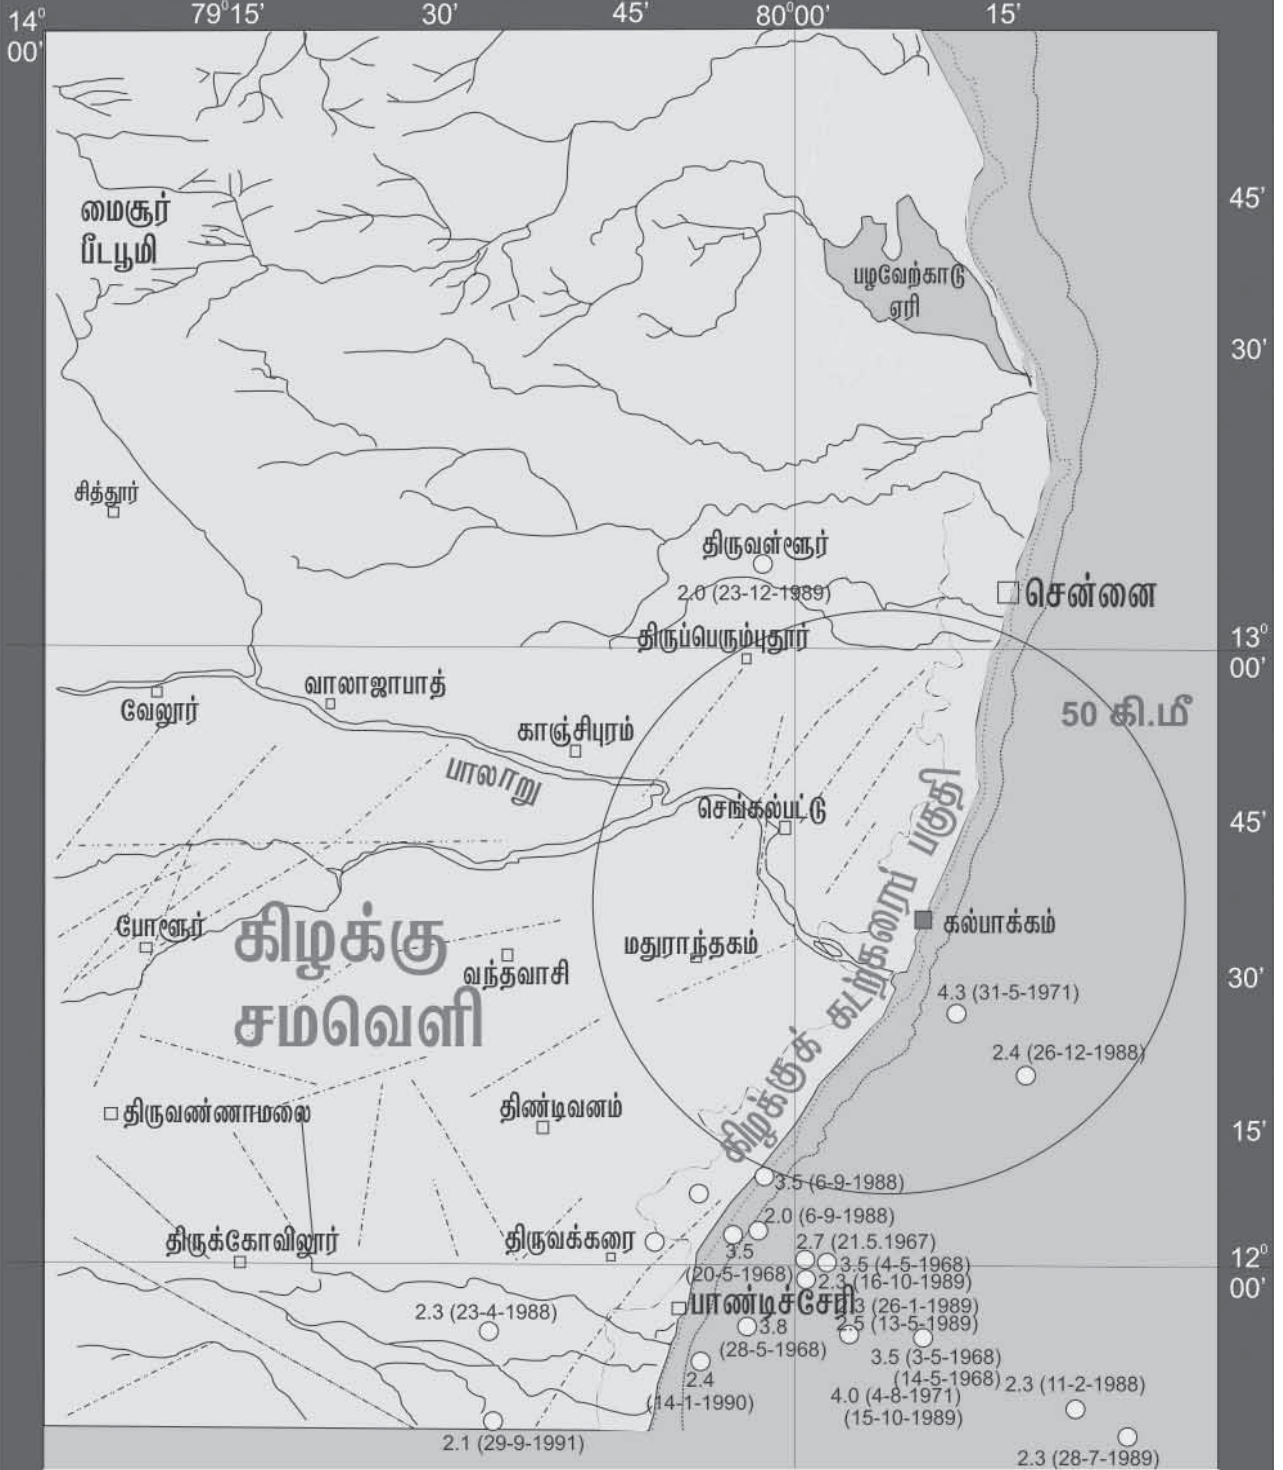 14⁰
00'
79⁰15'
30'
45'
80⁰00'
15'
45'
மைசூர்
பீடபூமி
பழவேற்காடு
ஏரி
30'
சித்தூர்
திருவள்ளூர்
2.0 (23-12-1989)
சென்னை
திருப்பெரும்புதூர்
13⁰
00'
வேலூர்
வாலாஜாபாத்
காஞ்சிபுரம்
50 கி.மீ
பாலாறு
செங்கல்பட்டு
45'
போளூர்
கிழக்கு
சமவெளி
வந்தவாசி
மதுராந்தகம்
கிழக்குக் கடற்கரைப் பகுதி
கல்பாக்கம்
30'
4.3 (31-5-1971)
2.4 (26-12-1988)
திருவண்ணாமலை
திண்டிவனம்
15'
3.5 (6-9-1988)
2.0 (6-9-1988)
திருக்கோவிலூர்
திருவக்கரை
3.5
(20-5-1968)
2.7 (21.5.1967)
3.5 (4-5-1968)
2.3 (16-10-1989)
12⁰
00'
பாண்டிச்சேரி
2.3 (26-1-1989)
2.5 (13-5-1989)
2.3 (23-4-1988)
3.8
(28-5-1968)
3.5 (3-5-1968)
(14-5-1968)
2.4
(14-1-1990)
4.0 (4-8-1971)
(15-10-1989)
2.3 (11-2-1988)
2.1 (29-9-1991)
2.3 (28-7-1989)